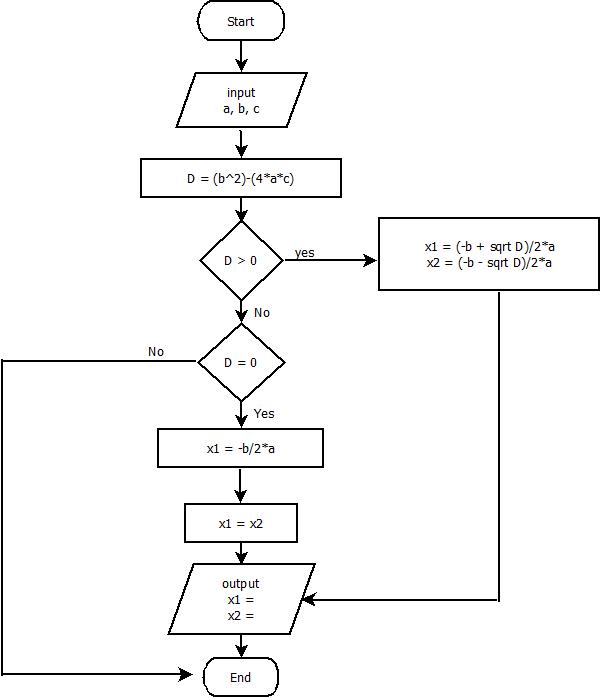 Start
input
a, b, c
D = (b^2)-(4*a*c)
D > 0
yes
x1 = (-b + sqrt D)/2*a
x2 = (-b - sqrt D)/2*a
No
D = 0
No
Yes
x1 = -b/2*a
x1 = x2
output
x1 =
x2 =
End